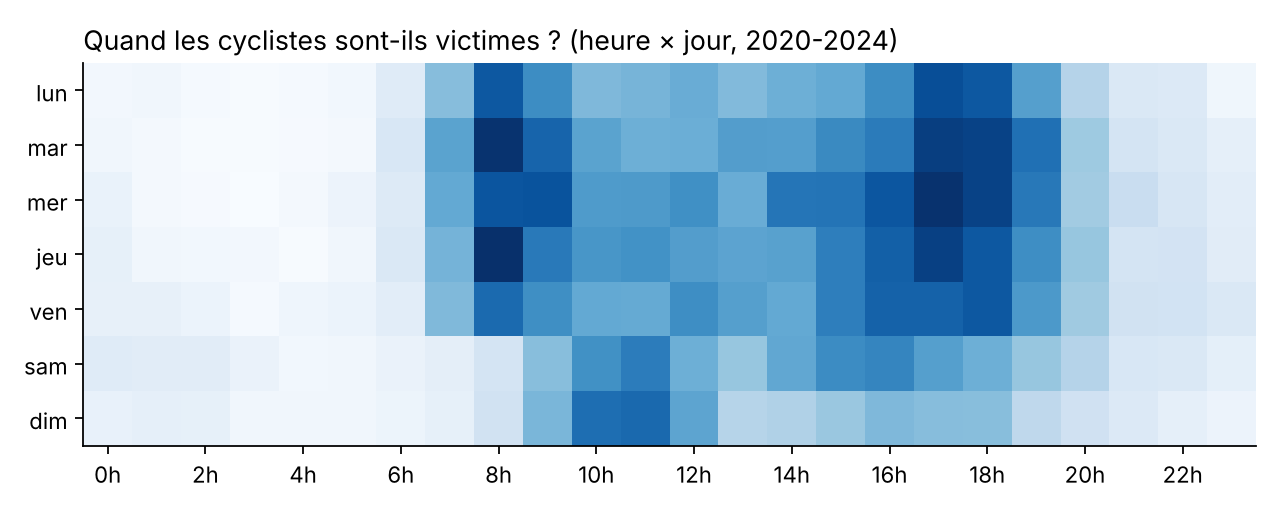 Quand les cyclistes sont-ils victimes ? (heure × jour, 2020-2024)
lun
mar
mer
jeu
ven
sam
dim
0h 2h 4h 6h 8h 10h 12h 14h 16h 18h 20h 22h